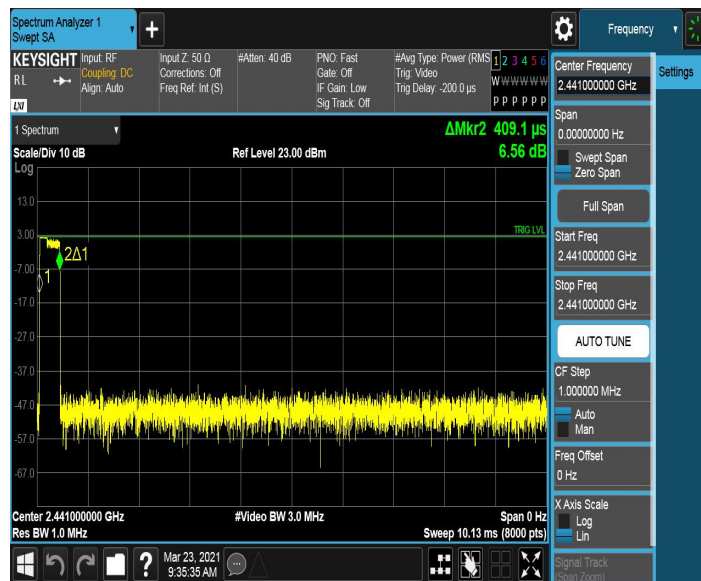 Spectrum Analyzer 1
Swept SA
+
Frequency
KEYSIGHT
R L
LXI
Input: RF
Coupling: DC
Align: Auto
Input Z: 50 Ω
Corrections: Off
Freq Ref: Int (S)
#Atten: 40 dB
PNO: Fast
Gate: Off
IF Gain: Low
Sig Track: Off
#Avg Type: Power (RMS
Trig: Video
Trig Delay: -200.0 µs
1 2 3 4 5 6
W W W W W W
P P P P P P
1 Spectrum
ΔMkr2 409.1 µs
Scale/Div 10 dB
Ref Level 23.00 dBm
6.56 dB
Log
13.0
3.00
TRIG LVL
2Δ1
-7.00
1
-17.0
-27.0
-37.0
-47.0
-57.0
-67.0
Center 2.441000000 GHz
#Video BW 3.0 MHz
Span 0 Hz
Res BW 1.0 MHz
Sweep 10.13 ms (8000 pts)
?
Mar 23, 2021
9:35:35 AM
Center Frequency
2.441000000 GHz
Settings
Span
0.00000000 Hz
Swept Span
Zero Span
Full Span
Start Freq
2.441000000 GHz
Stop Freq
2.441000000 GHz
AUTO TUNE
CF Step
1.000000 MHz
Auto
Man
Freq Offset
0 Hz
X Axis Scale
Log
Lin
Signal Track
(Span Zoom)